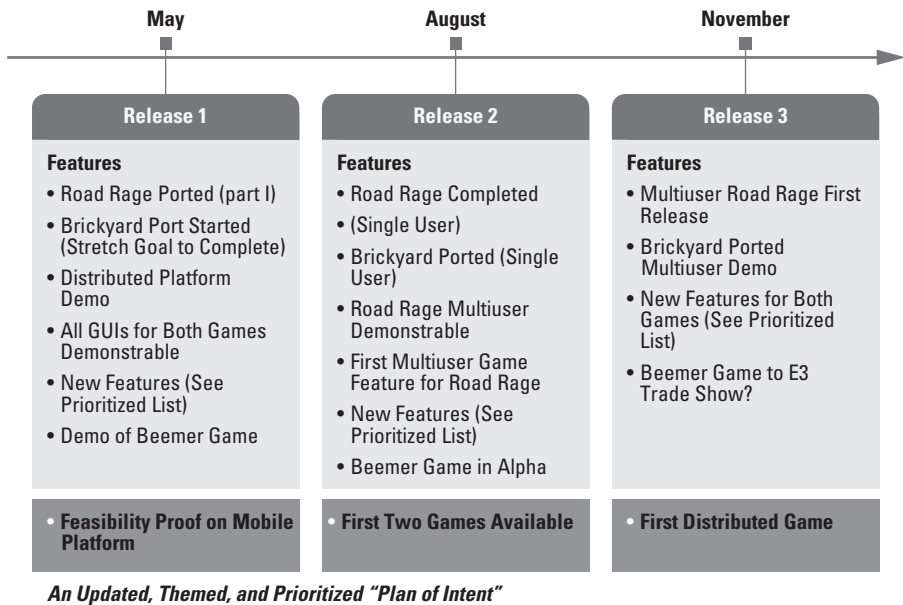 May
August
November
Release 1
Features
• Road Rage Ported (part I)
• Brickyard Port Started
(Stretch Goal to Complete)
• Distributed Platform
Demo
• All GUIs for Both Games
Demonstrable
• New Features (See
Prioritized List)
• Demo of Beemer Game
• Feasibility Proof on Mobile
Platform
Release 2
Features
• Road Rage Completed
• (Single User)
• Brickyard Ported (Single
User)
• Road Rage Multiuser
Demonstrable
• First Multiuser Game
Feature for Road Rage
• New Features (See
Prioritized List)
• Beemer Game in Alpha
• First Two Games Available
Release 3
Features
• Multiuser Road Rage First
Release
• Brickyard Ported
Multiuser Demo
• New Features for Both
Games (See Prioritized
List)
• Beemer Game to E3
Trade Show?
• First Distributed Game
An Updated, Themed, and Prioritized “Plan of Intent”